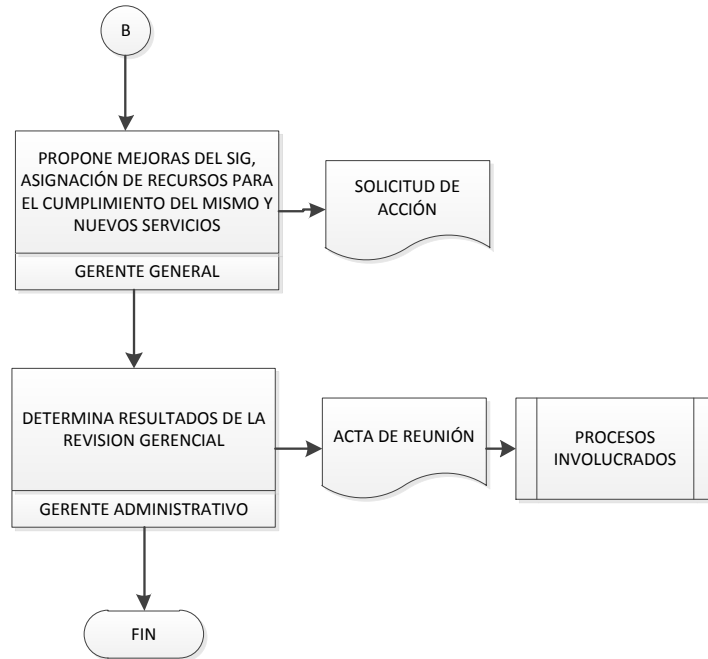 B
PROPONE MEJORAS DEL SIG,
ASIGNACIÓN DE RECURSOS PARA
EL CUMPLIMIENTO DEL MISMO Y
NUEVOS SERVICIOS
GERENTE GENERAL
SOLICITUD DE
ACCIÓN
DETERMINA RESULTADOS DE LA
REVISION GERENCIAL
GERENTE ADMINISTRATIVO
ACTA DE REUNIÓN
PROCESOS
INVOLUCRADOS
FIN